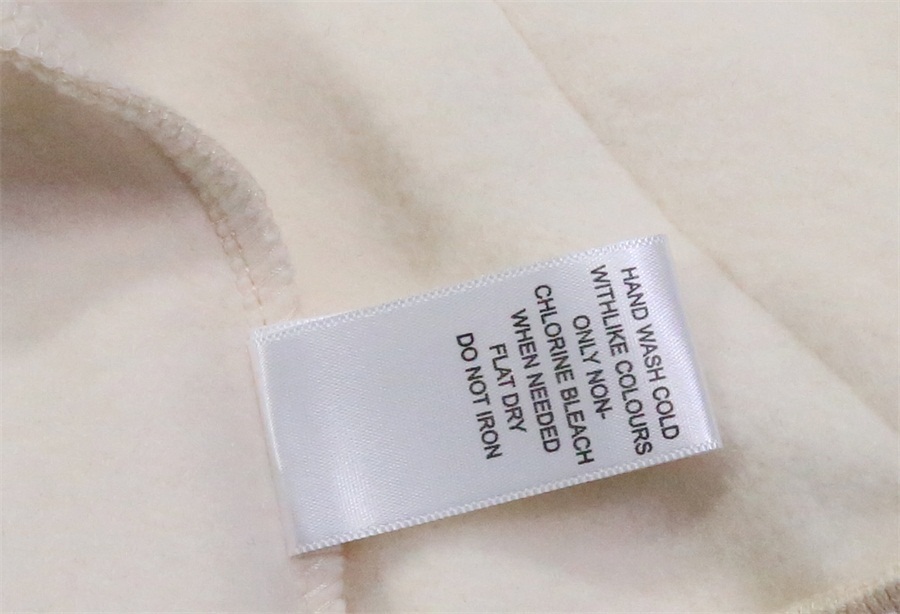 HAND WASH COLD
WITHLIKE COLOURS
ONLY NON-
CHLORINE BLEACH
WHEN NEEDED
FLAT DRY
DO NOT IRON